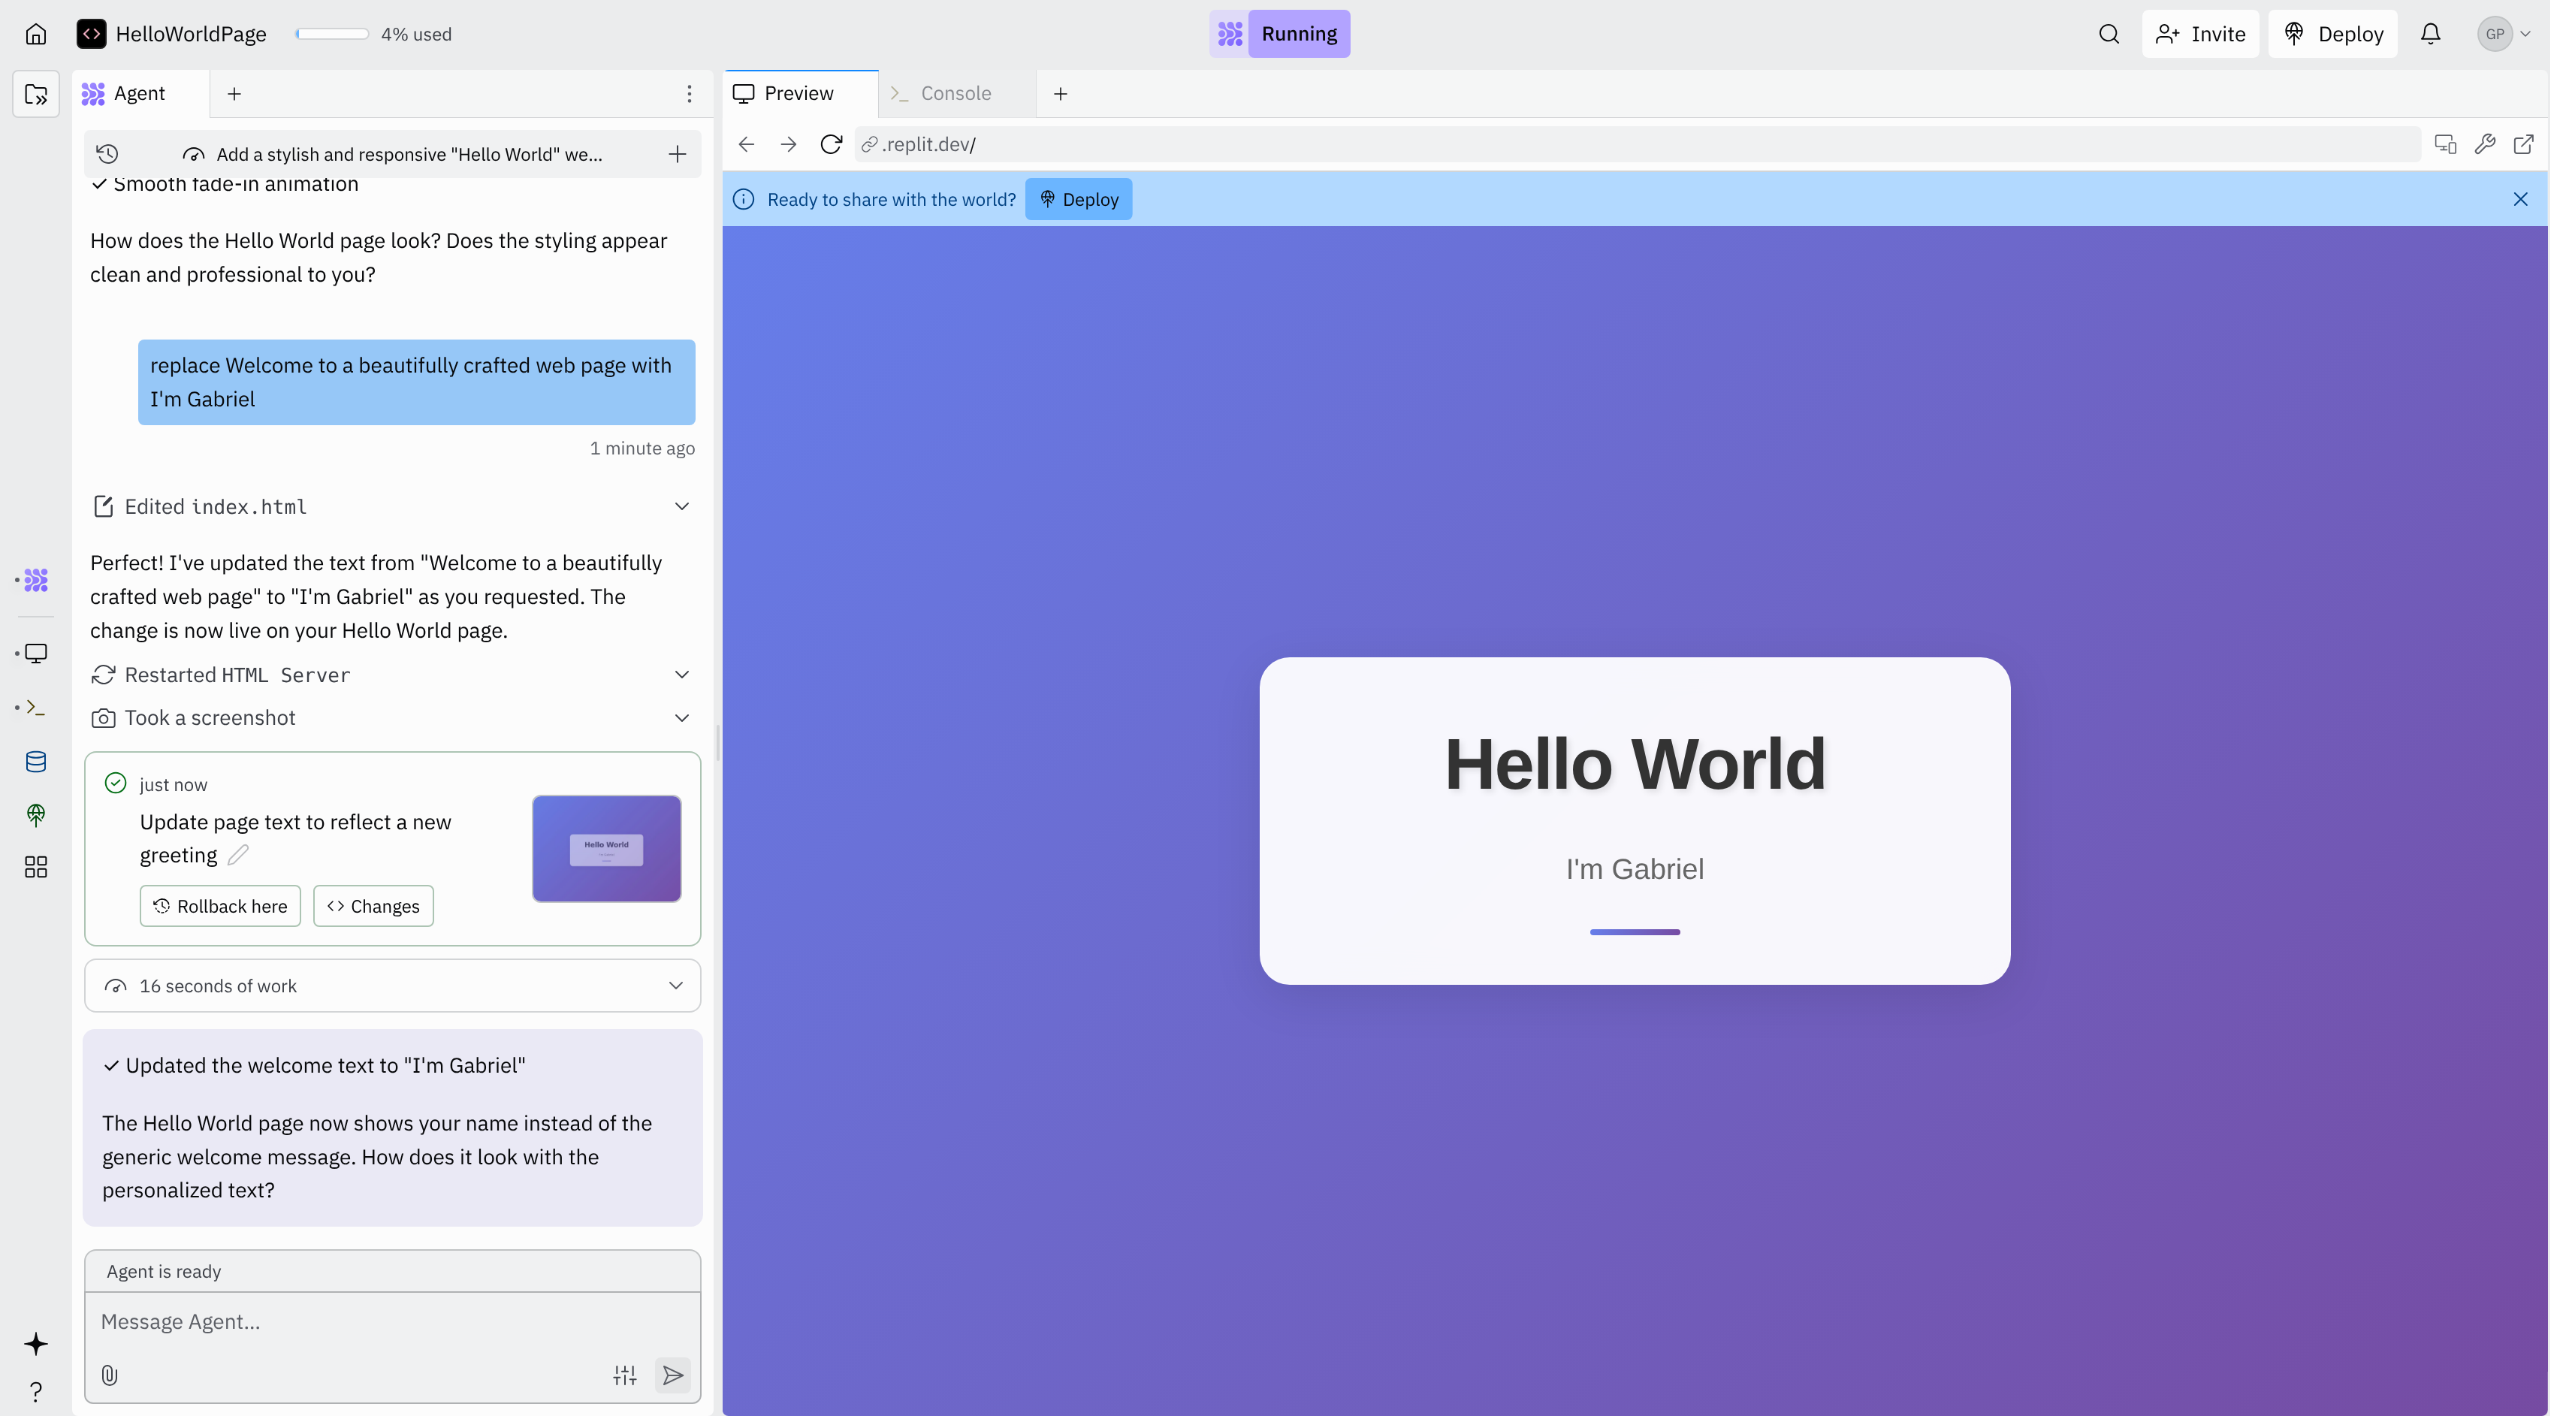 HelloWorldPage
4% used
Running
Invite
Deploy
GP
Agent
Preview
Console
Add a stylish and responsive "Hello World" we...
.replit.dev/
✓ Smooth fade-in animation
Ready to share with the world?
Deploy
How does the Hello World page look? Does the styling appear
clean and professional to you?
replace Welcome to a beautifully crafted web page with
I'm Gabriel
1 minute ago
Edited index.html
Perfect! I've updated the text from "Welcome to a beautifully
crafted web page" to "I'm Gabriel" as you requested. The
change is now live on your Hello World page.
Restarted HTML Server
Took a screenshot
just now
Update page text to reflect a new
greeting
Hello World
Rollback here
Changes
16 seconds of work
✓ Updated the welcome text to "I'm Gabriel"
The Hello World page now shows your name instead of the
generic welcome message. How does it look with the
personalized text?
Agent is ready
Message Agent...
Hello World
I'm Gabriel